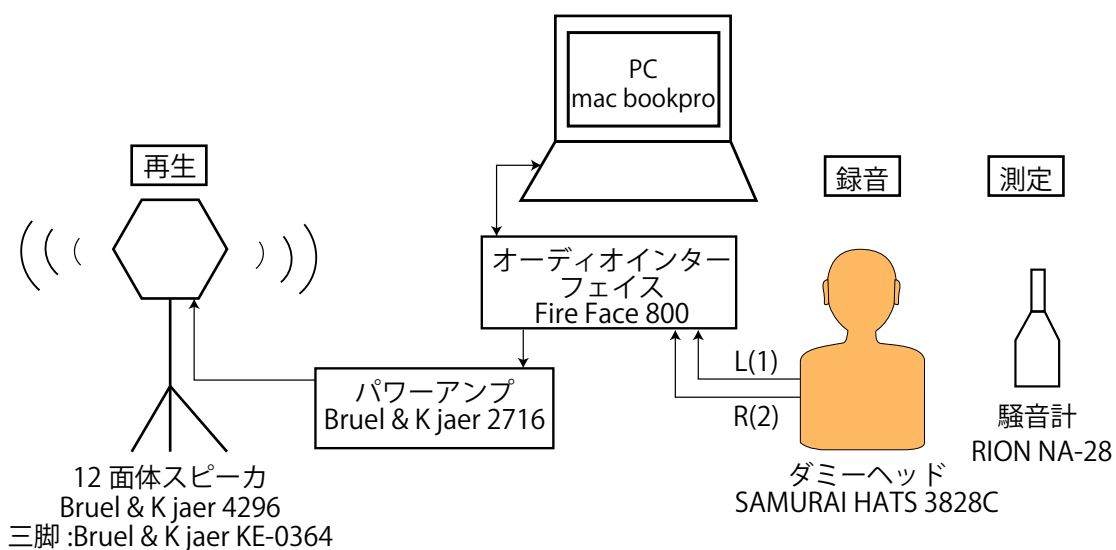 PC
mac bookpro
再生
録音
測定
オーディオインター
フェイス
Fire Face 800
L(1)
R(2)
パワーアンプ
Bruel & K jaer 2716
12 面体スピーカ
Bruel & K jaer 4296
三脚 :Bruel & K jaer KE-0364
ダミーヘッド
SAMURAI HATS 3828C
騒音計
RION NA-28